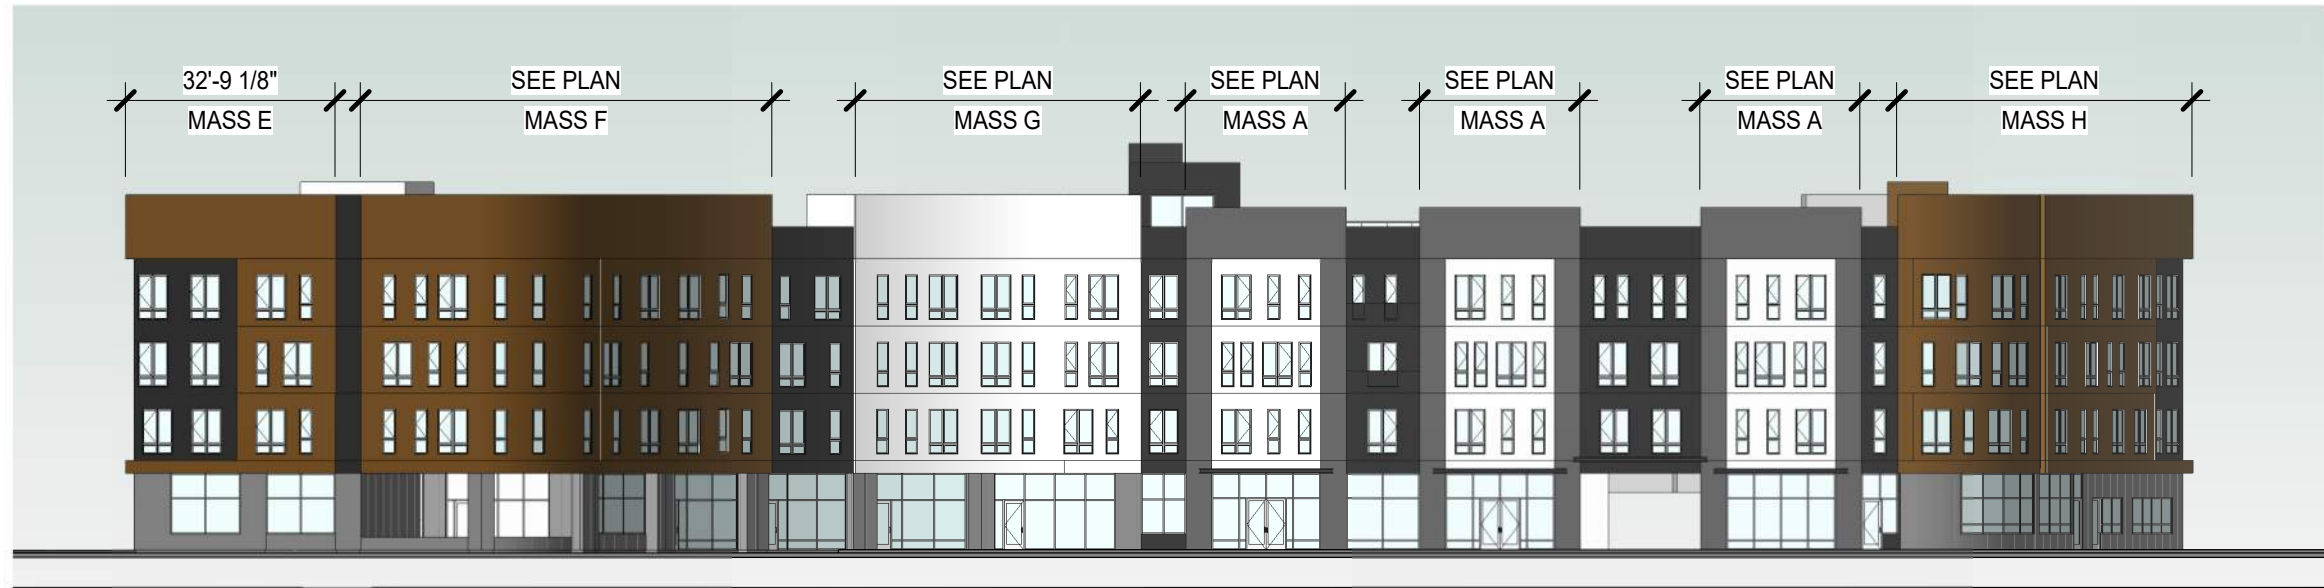 32'-9 1/8" SEE PLAN SEE PLAN SEE PLAN SEE PLAN SEE PLAN SEE PLAN
MASS E MASS F MASS G MASS A MASS A MASS A MASS H